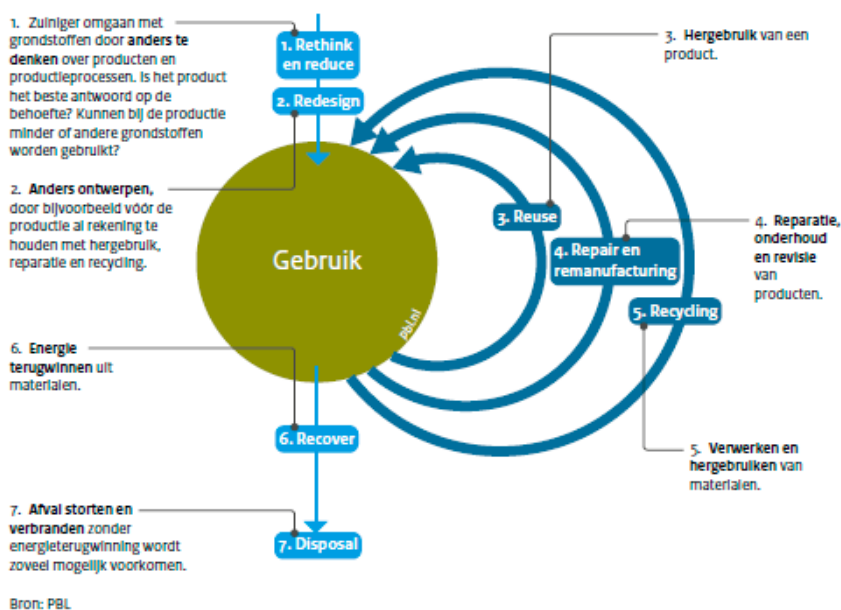 1. Zuiniger omgaan met
grondstoffen door anders te
denken over producten en
productieprocessen. Is het product
het beste antwoord op de
behoefte? Kunnen bij de productie
minder of andere grondstoffen
worden gebruikt?
2. Anders ontwerpen,
door bijvoorbeeld vóór de
productie al rekening te
houden met hergebruik,
reparatie en recycling.
6. Energie
terugwinnen uit
materialen.
7. Afval storten en
verbranden zonder
energieterugwinning wordt
zoveel mogelijk voorkomen.
Bron: PBL
1. Rethink
en reduce
2. Redesign
Gebruik
pbl.nl
6. Recover
7. Disposal
3. Reuse
4. Repair en
remanufacturing
5. Recycling
3. Hergebruik van een
product.
4. Reparatie,
onderhoud
en revisie
van
producten.
5. Verwerken en
hergebruiken van
materialen.